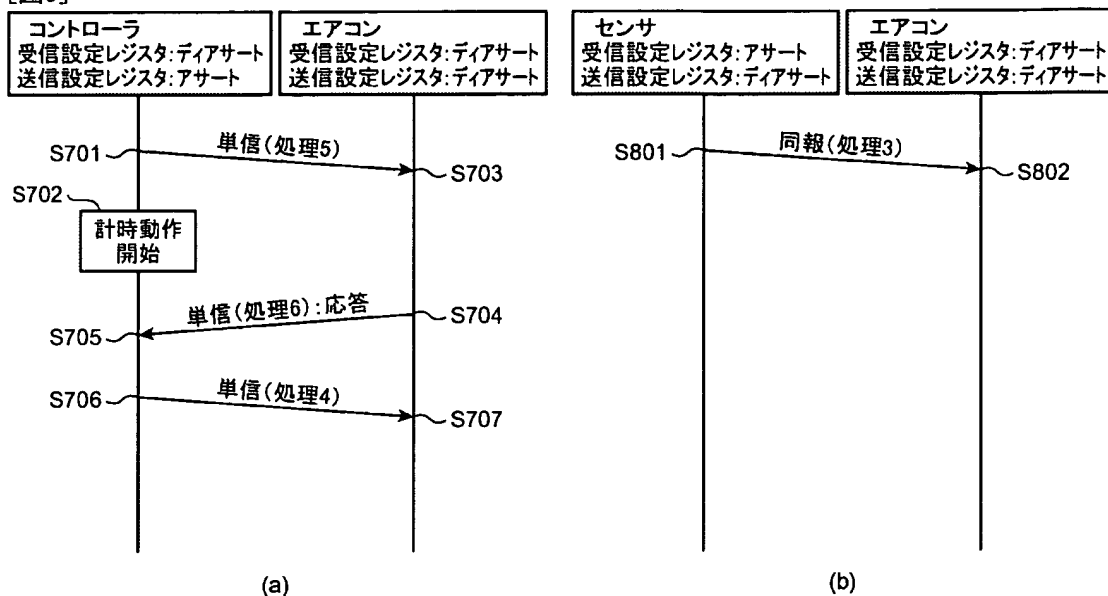 コントローラ
受信設定レジスタ:ディアサート
送信設定レジスタ:アサート
エアコン
受信設定レジスタ:ディアサート
送信設定レジスタ:ディアサート
S701
単信(処理5)
S703
S702
計時動作
開始
単信(処理6):応答
S704
S705
S706
単信(処理4)
S707
(a)
センサ
受信設定レジスタ:アサート
送信設定レジスタ:ディアサート
エアコン
受信設定レジスタ:ディアサート
送信設定レジスタ:ディアサート
S801
同報(処理3)
S802
(b)